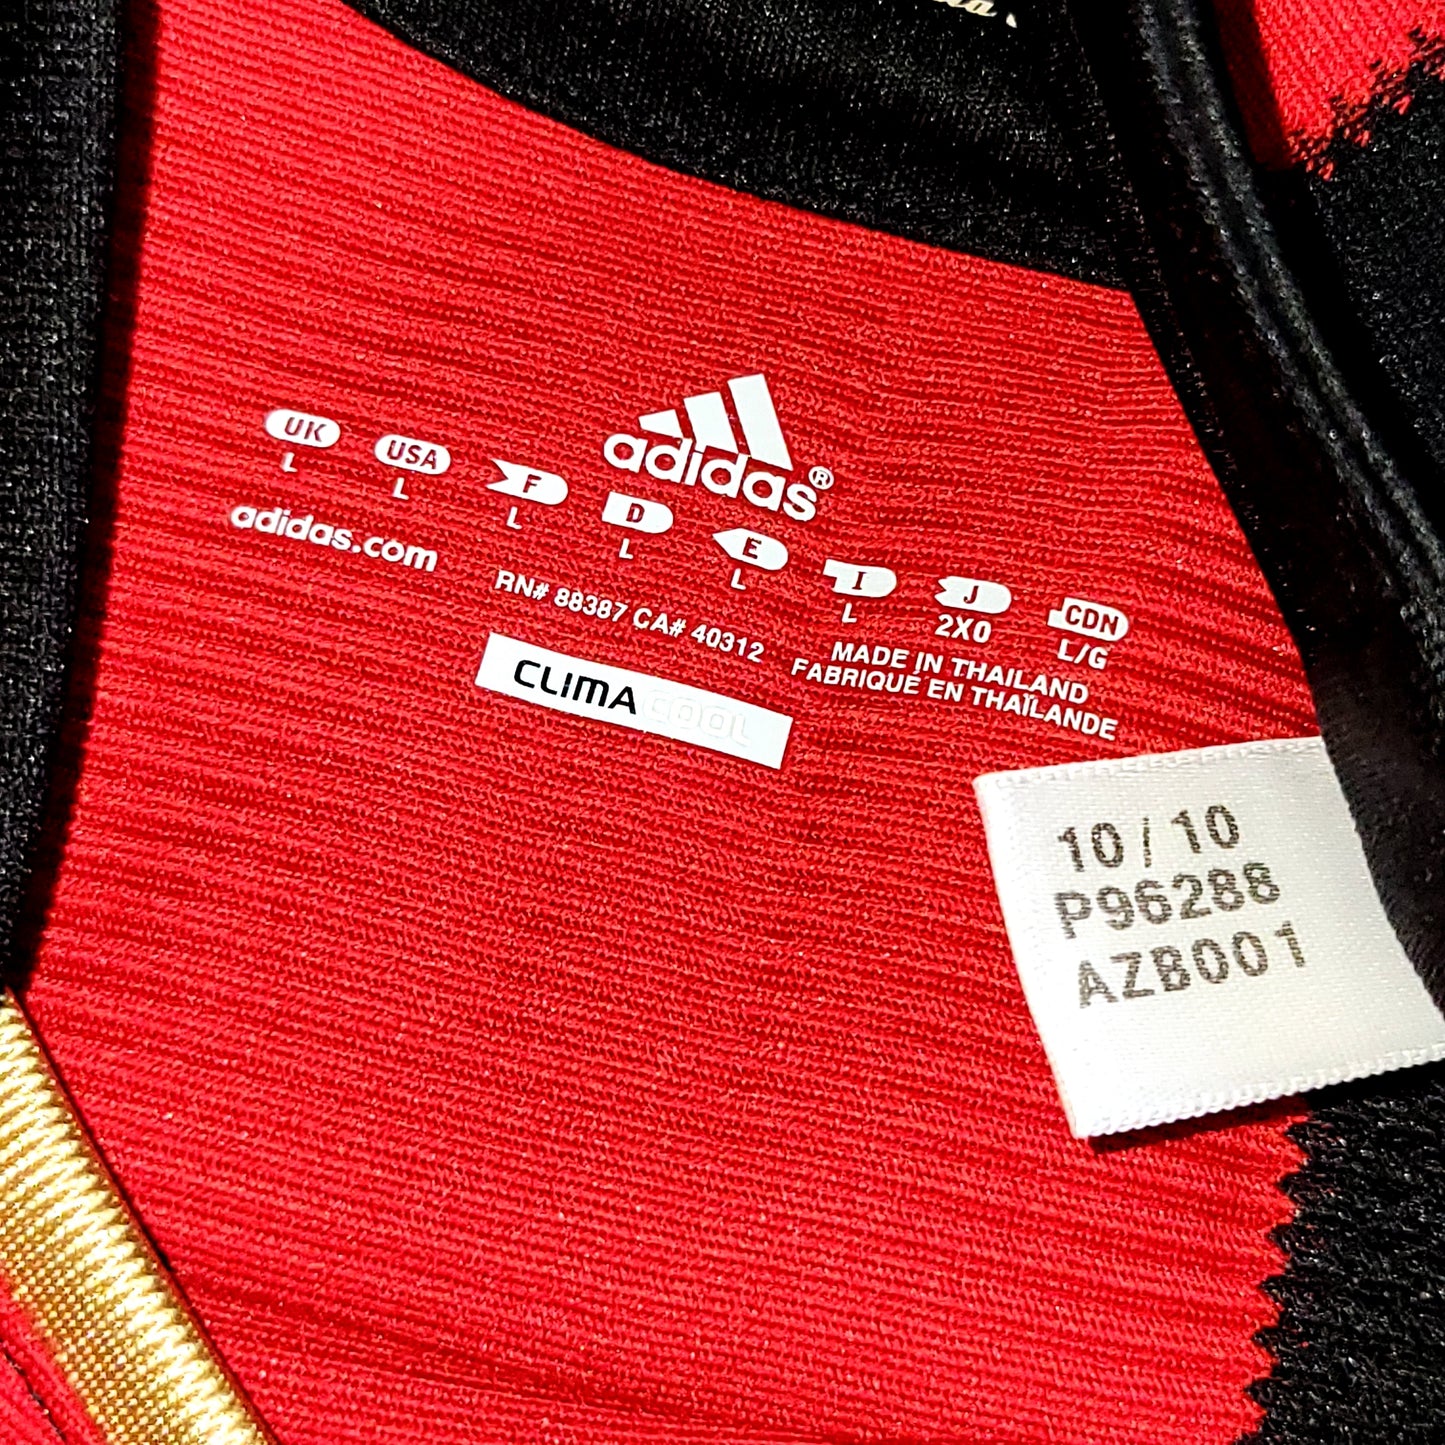 adidas®
UK USA F D E I J CDN
L L L L L L 2XO L/G
adidas.com
RN# 88387 CA# 40312
MADE IN THAILAND
FABRIQUÉ EN THAÏLANDE
CLIMACOOL
10/10
P96288
AZB001